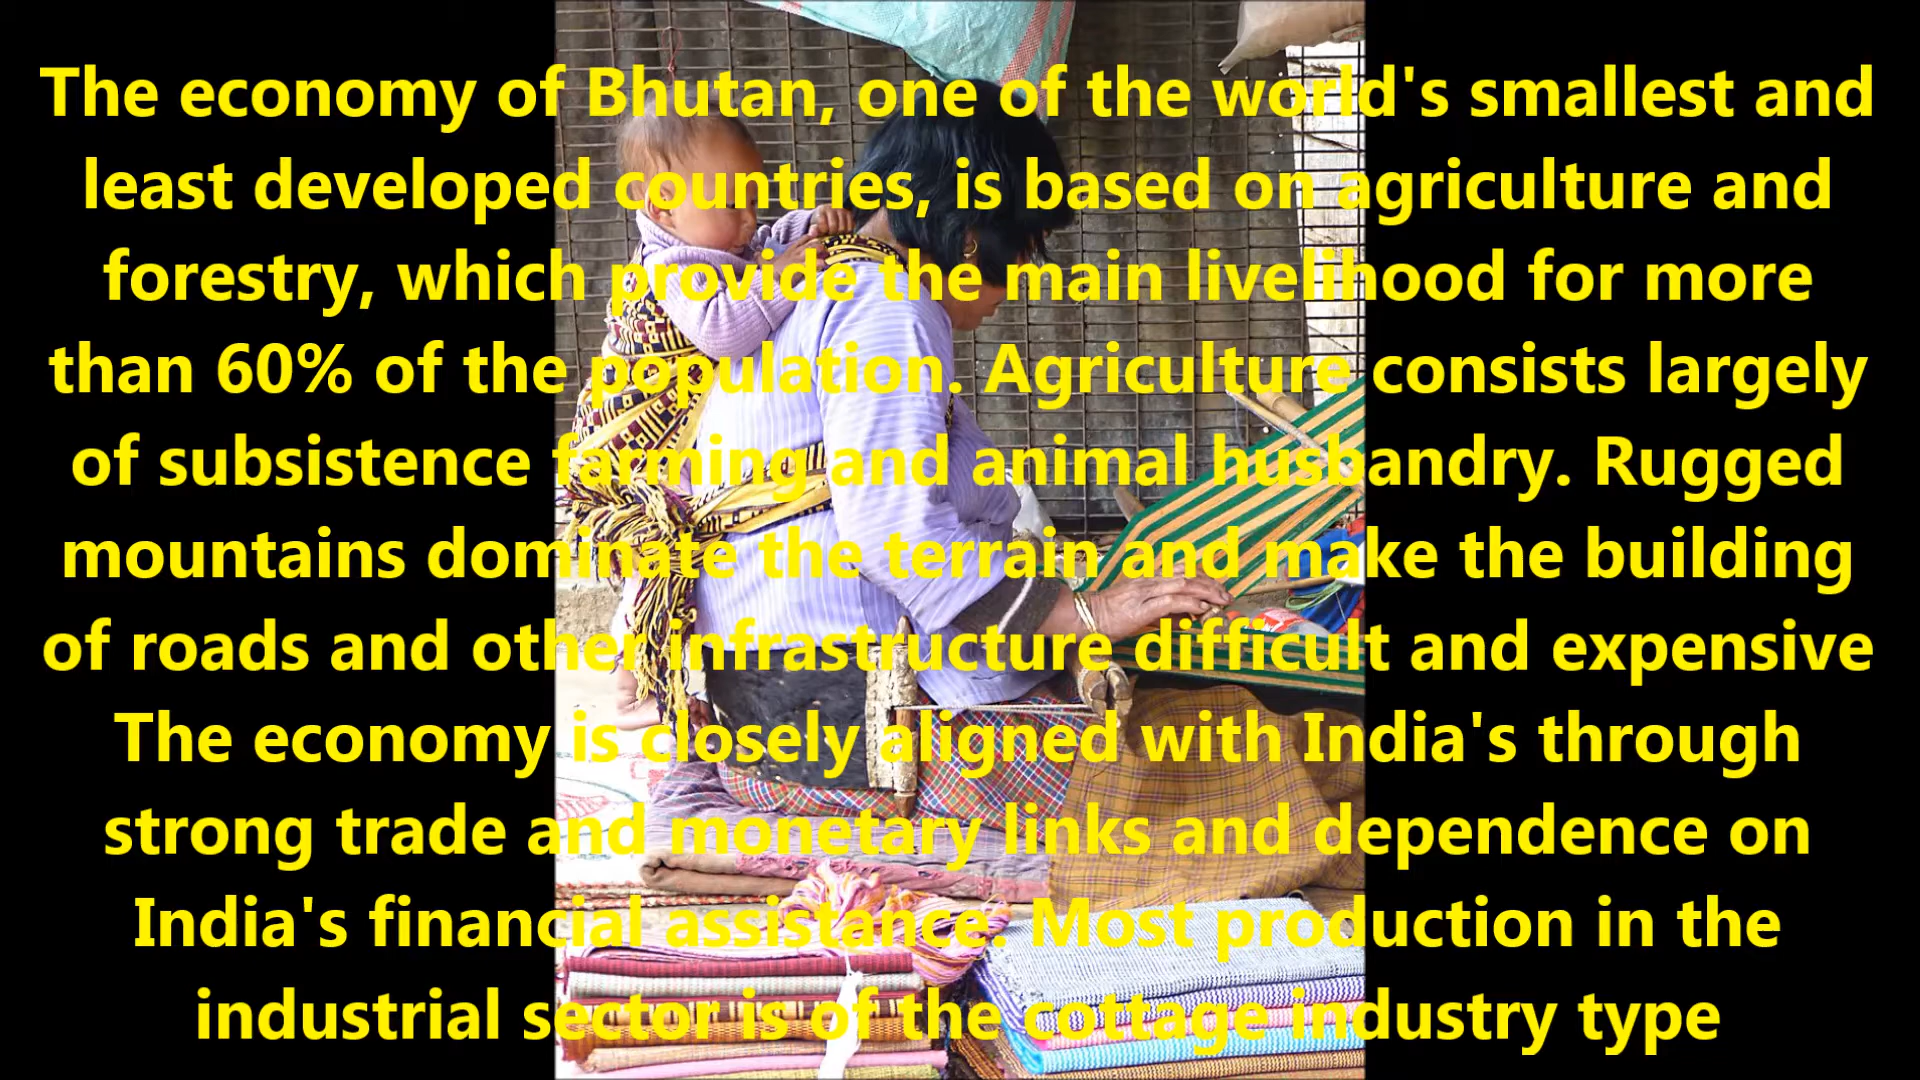 The economy of Bhutan, one of the world's smallest and
least developed countries, is based on agriculture and
forestry, which provide the main livelihood for more
than 60% of the population. Agriculture consists largely
of subsistence farming and animal husbandry. Rugged
mountains dominate the terrain and make the building
of roads and other infrastructure difficult and expensive
The economy is closely aligned with India's through
strong trade and monetary links and dependence on
India's financial assistance. Most production in the
industrial sector is of the cottage industry type